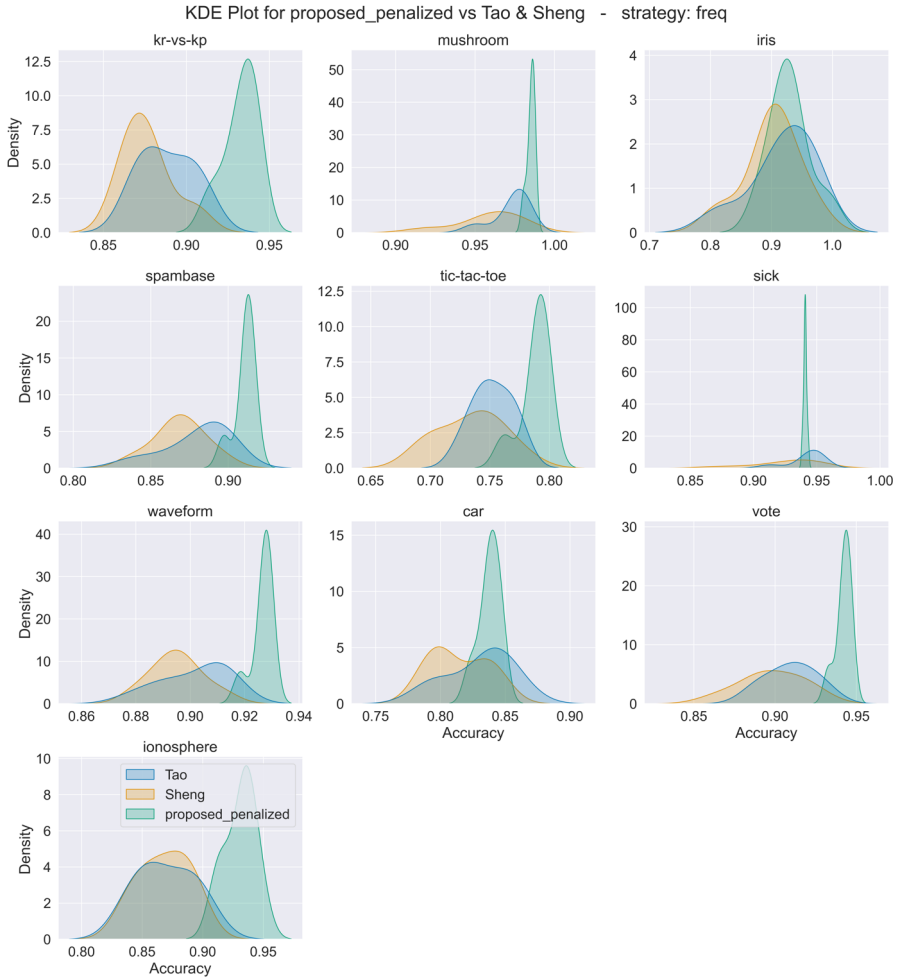 KDE Plot for proposed_penalized vs Tao & Sheng - strategy: freq
kr-vs-kp
mushroom
iris
Density
12.5
10.0
7.5
5.0
2.5
0.0
0.85 0.90 0.95
50
40
30
20
10
0
0.90 0.95 1.00
4
3
2
1
0
0.7 0.8 0.9 1.0
spambase
tic-tac-toe
sick
Density
20
15
10
5
0
0.80 0.85 0.90
12.5
10.0
7.5
5.0
2.5
0.0
0.65 0.70 0.75 0.80
100
80
60
40
20
0
0.85 0.90 0.95 1.00
waveform
car
vote
Density
40
30
20
10
0
0.86 0.88 0.90 0.92 0.94
15
10
5
0
0.75 0.80 0.85 0.90
Accuracy
30
20
10
0
0.85 0.90 0.95
Accuracy
ionosphere
Density
10
8
6
4
2
0
Tao
Sheng
proposed_penalized
0.80 0.85 0.90 0.95
Accuracy